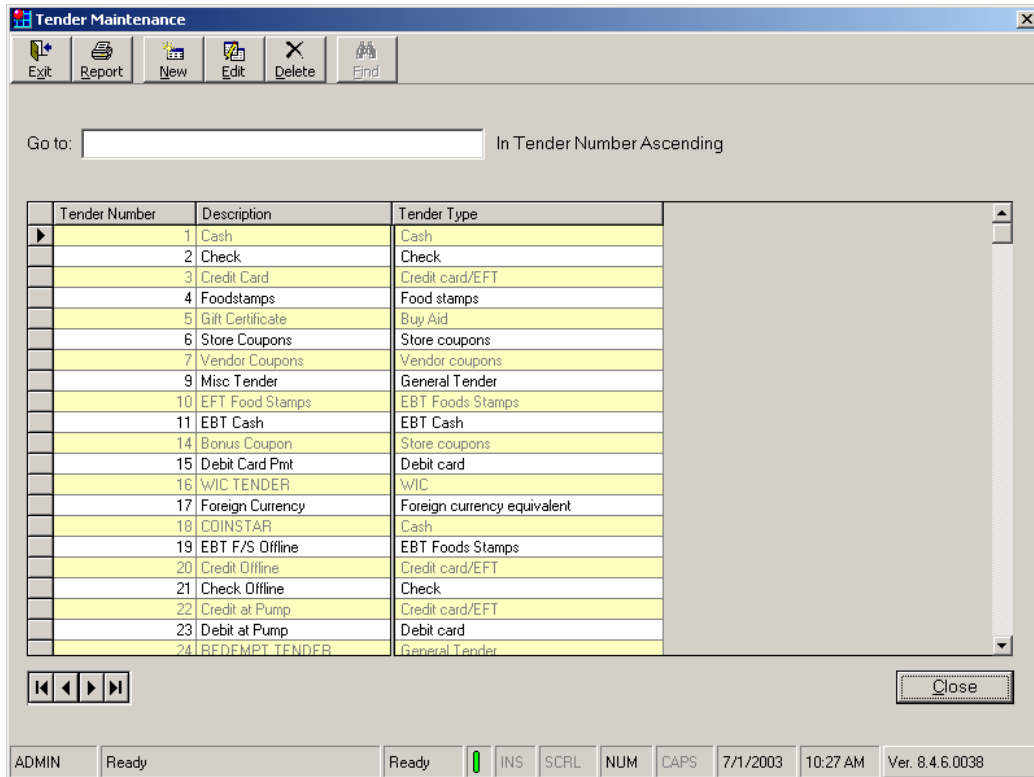 Tender Maintenance
Exit Report New Edit Delete Find
Go to: In Tender Number Ascending
Tender Number Description Tender Type
1 Cash Cash
2 Check Check
3 Credit Card Credit card/EFT
4 Foodstamps Food stamps
5 Gift Certificate Buy Aid
6 Store Coupons Store coupons
7 Vendor Coupons Vendor coupons
9 Misc Tender General Tender
10 EFT Food Stamps EBT Foods Stamps
11 EBT Cash EBT Cash
14 Bonus Coupon Store coupons
15 Debit Card Pmt Debit card
16 WIC TENDER WIC
17 Foreign Currency Foreign currency equivalent
18 COINSTAR Cash
19 EBT F/S Offline EBT Foods Stamps
20 Credit Offline Credit card/EFT
21 Check Offline Check
22 Credit at Pump Credit card/EFT
23 Debit at Pump Debit card
24 REDEMPT TENDER General Tender
Close
ADMIN Ready Ready INS SCRL NUM CAPS 7/1/2003 10:27 AM Ver. 8.4.6.0038